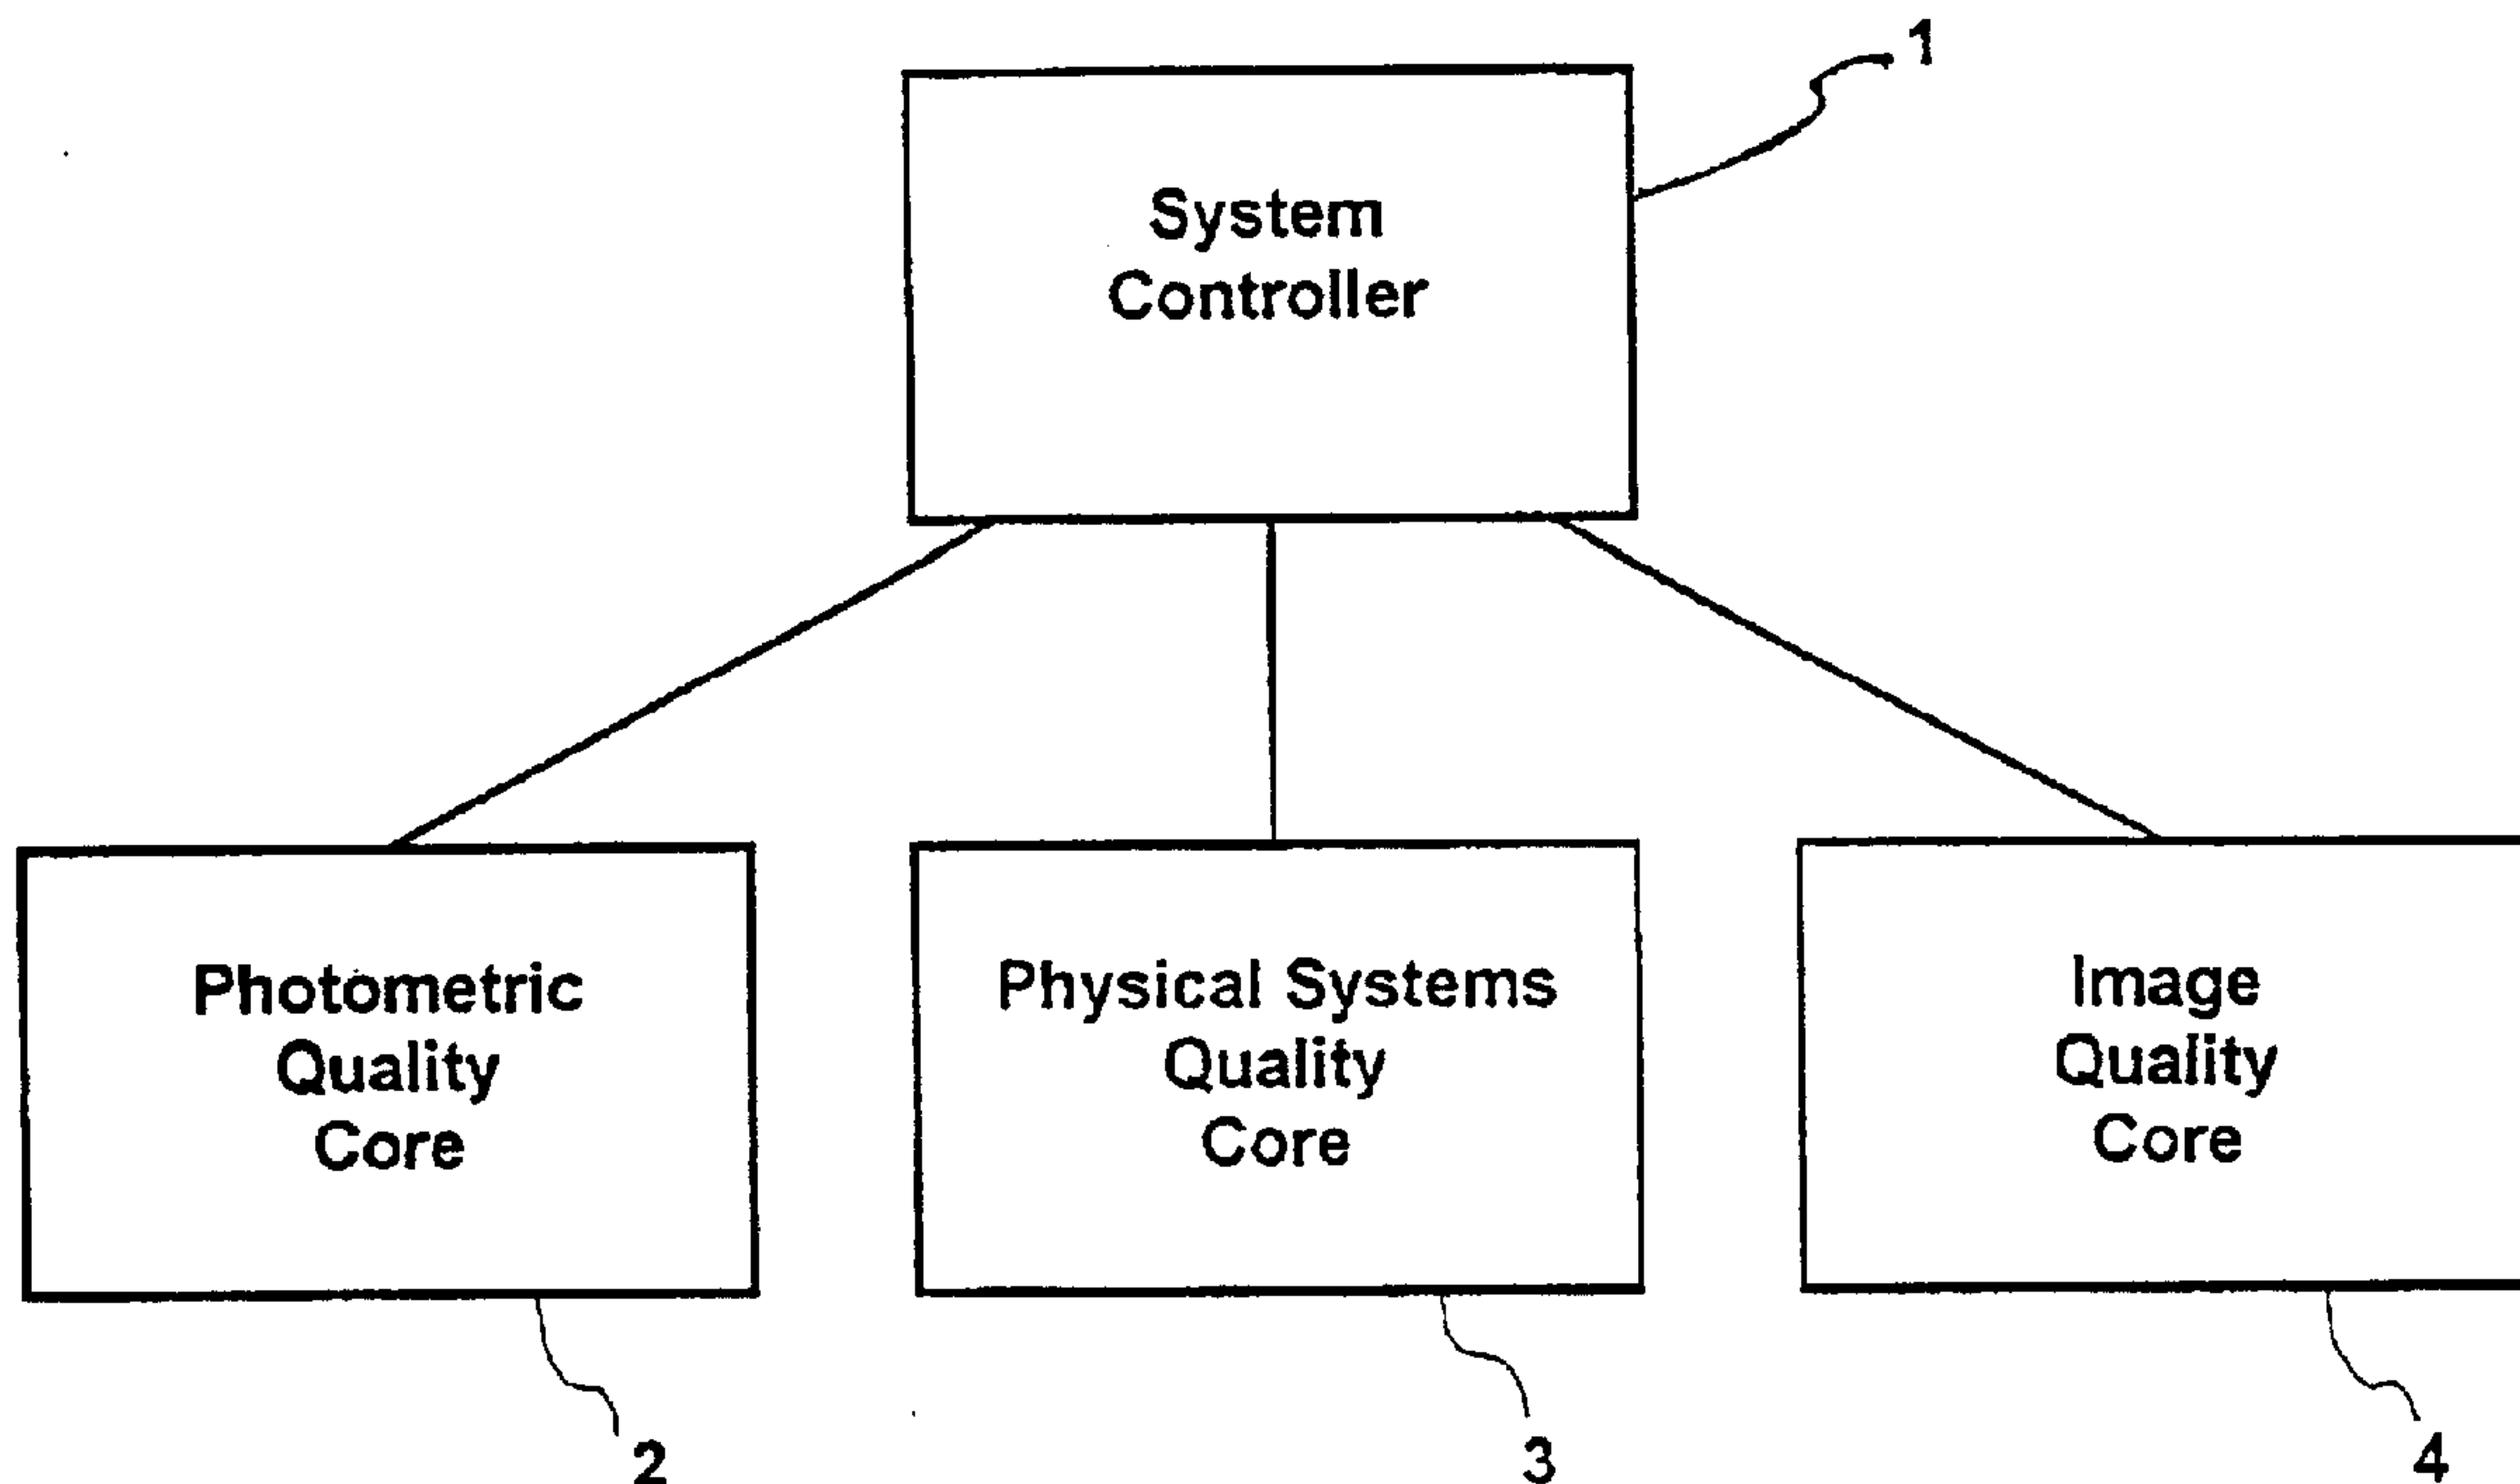 1
System
Controller
Photometric
Quality
Core
Physical Systems
Quality
Core
Image
Quality
Core
2
3
4